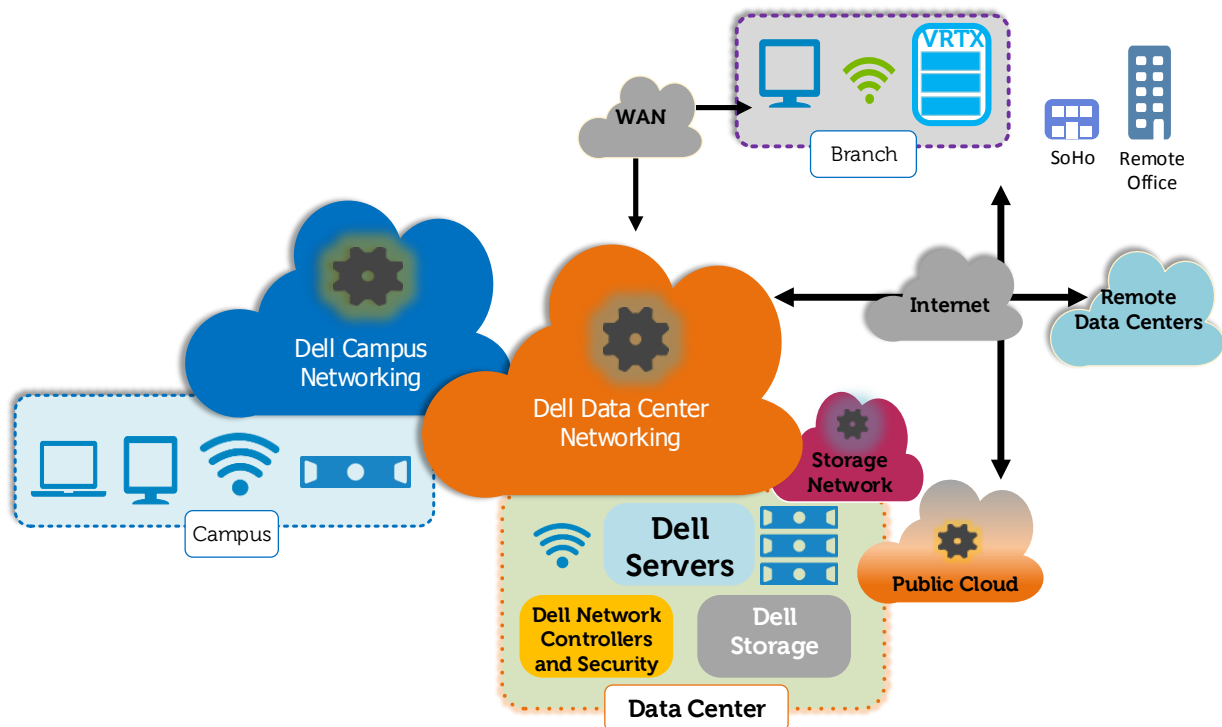 VRTX
WAN
Branch
SoHo
Remote
Office
Internet
Remote
Data Centers
Dell Campus
Networking
Dell Data Center
Networking
Storage
Network
Campus
Dell
Servers
Public Cloud
Dell Network
Controllers
and Security
Dell
Storage
Data Center